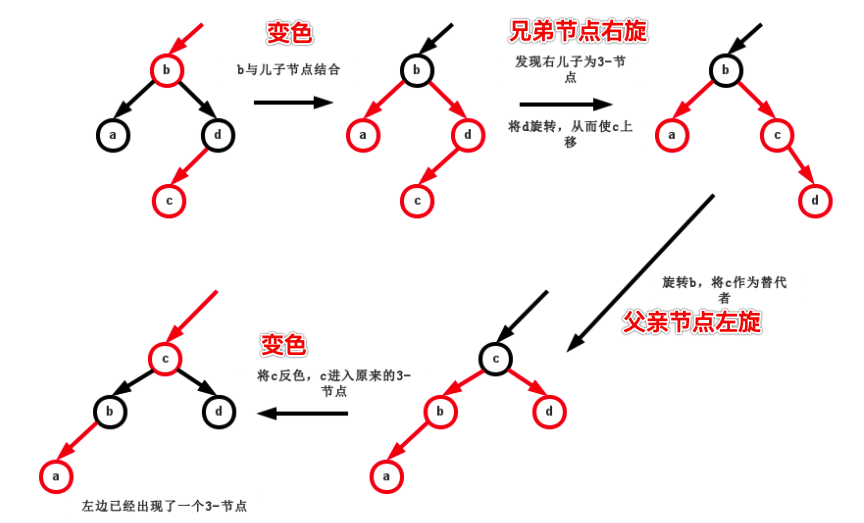 变色
b与儿子节点结合
b
a
d
c
b
a
d
c
兄弟节点右旋
发现右儿子为3-节
点
将d旋转，从而使c上
移
b
a
c
d
旋转b，将c作为替代
者
父亲节点左旋
c
b
d
a
变色
将c反色，c进入原来的3-
节点
c
b
d
a
左边已经出现了一个3-节点